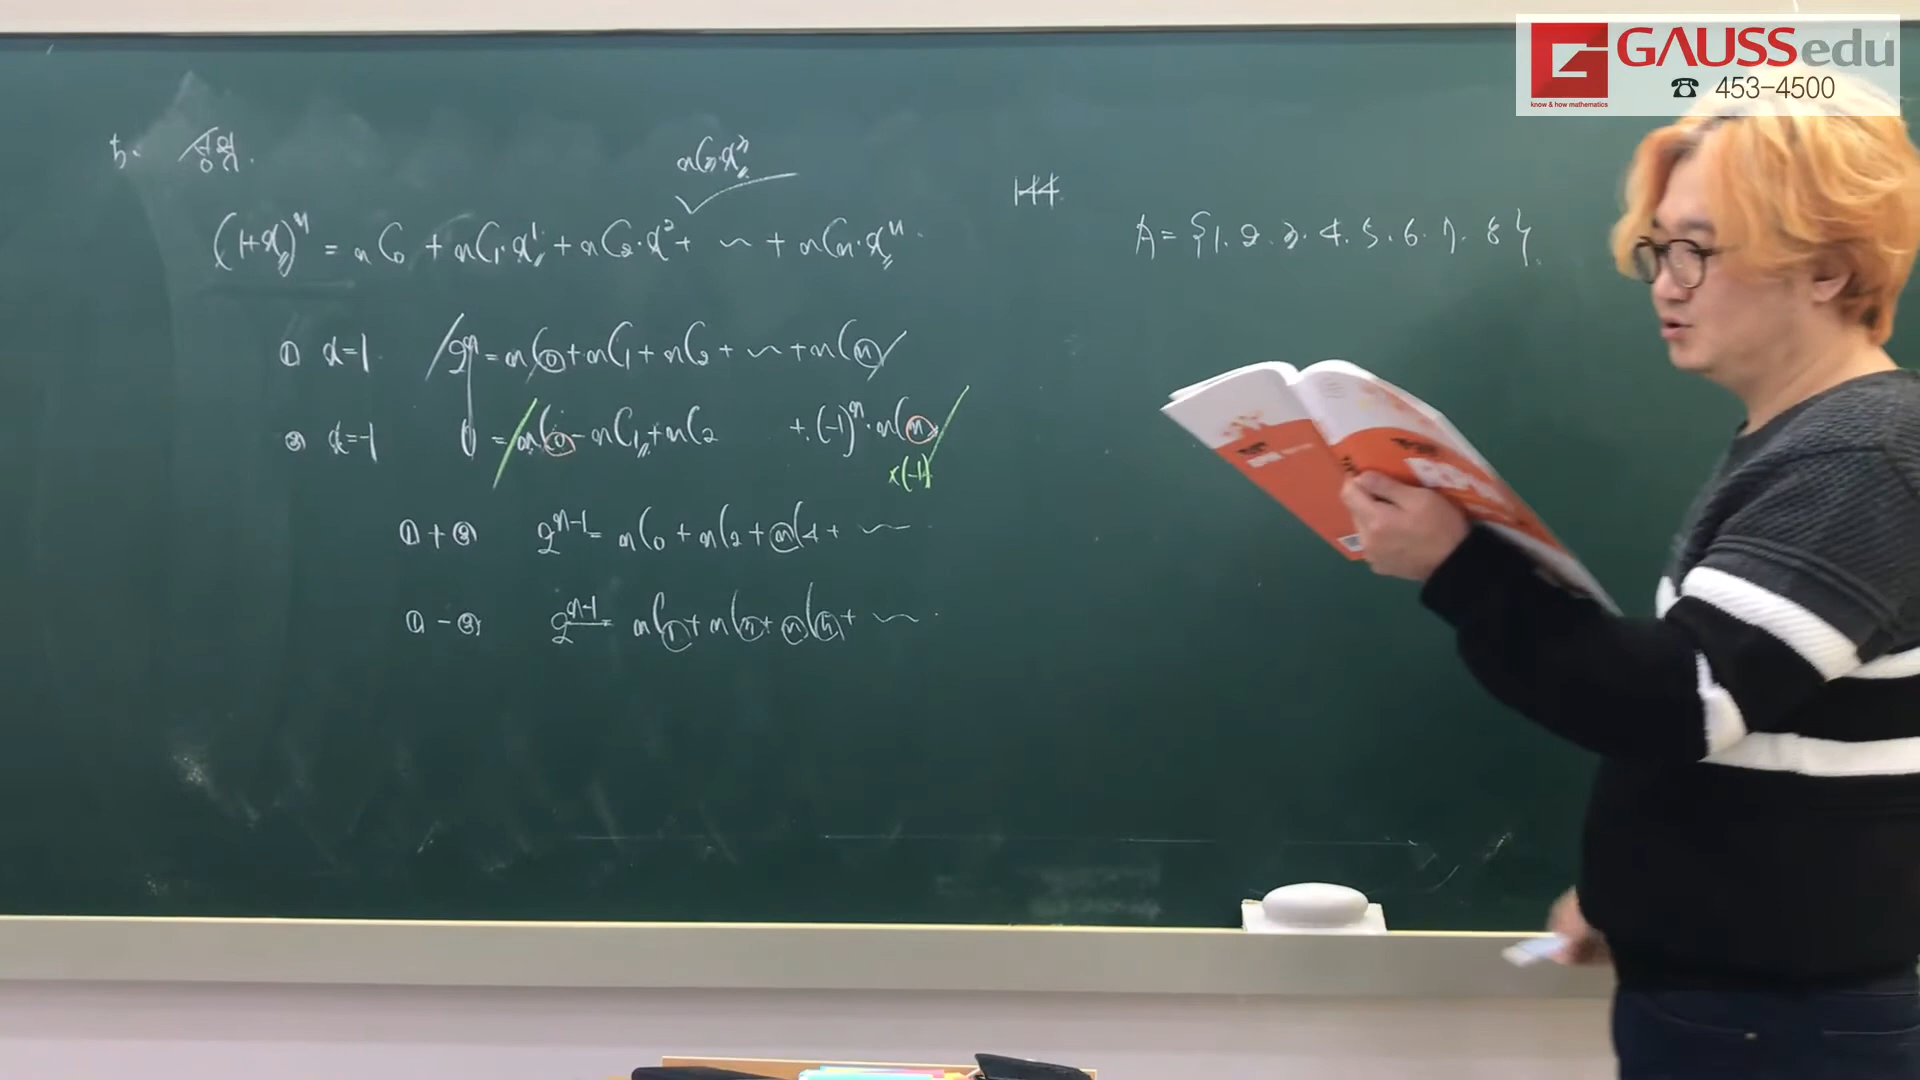 GAUSSedu
☎ 453-4500
know & how mathematics
5. 성질.
nC₃·x³
(1+x)ⁿ = nC₀ + nC₁·x¹ + nC₂·x² + ~ + nCn·xⁿ.
① x=1 2ⁿ = nC₀ + nC₁ + nC₂ + ~ + nCn
② x=-1 0 = nC₀ - nC₁ + nC₂ +·(-1)ⁿ·nCn
×(-1)
①+② 2ⁿ⁻¹ = nC₀ + nC₂ + nC₄ + ~
①-② 2ⁿ⁻¹ = nC₁ + nC₃ + nC₅ + ~
144
A = {1. 2. 3. 4. 5. 6. 7. 8}.